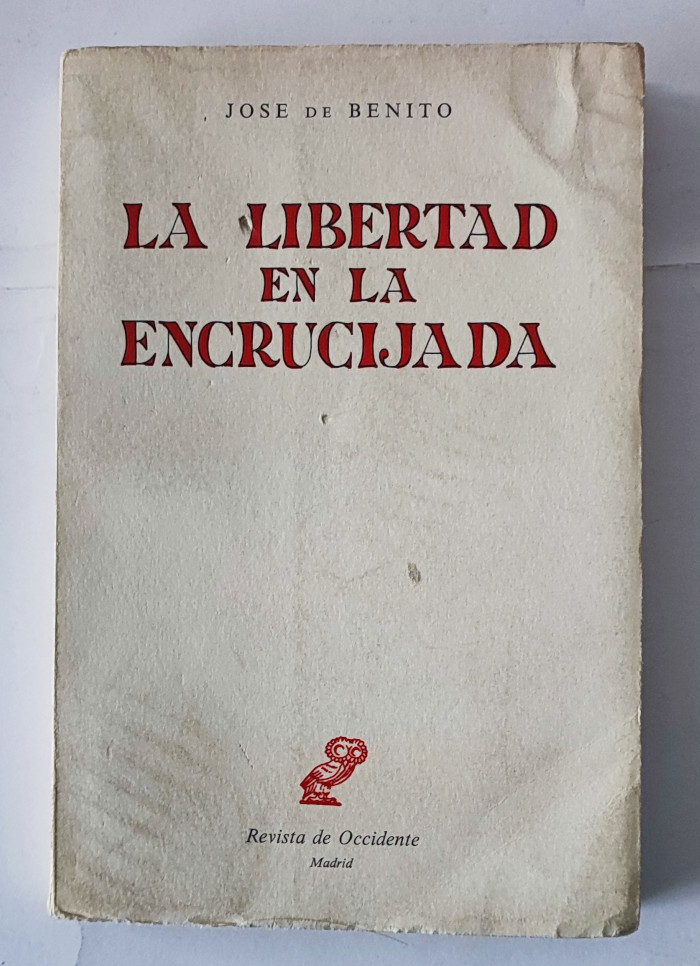 JOSE DE BENITO
LA LIBERTAD
EN LA
ENCRUCIJADA
Revista de Occidente
Madrid